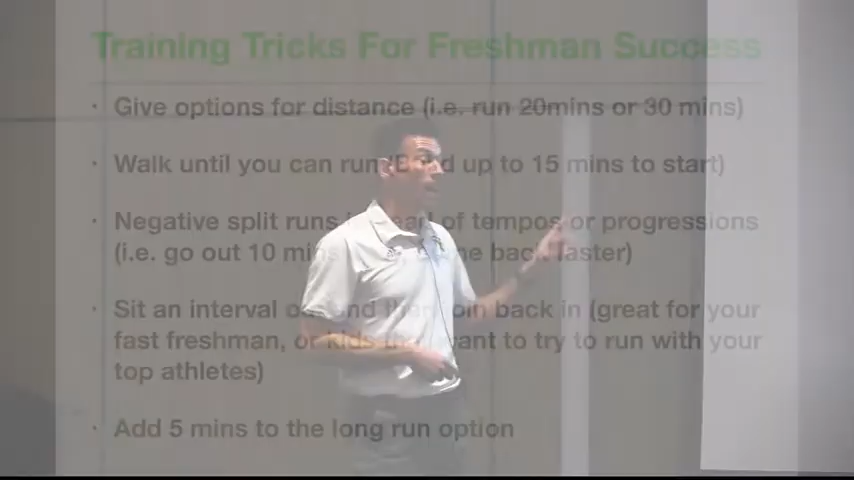 Training Tricks For Freshman Success
· Give options for distance (i.e. run 20mins or 30 mins)
· Walk until you can run up to 15 mins to start)
· Negative split runs of tempos or progressions
(i.e. go out 10 mins back faster)
· Sit an interval and back in (great for your
fast freshman, or kids want to try to run with your
top athletes)
· Add 5 mins to the long run option